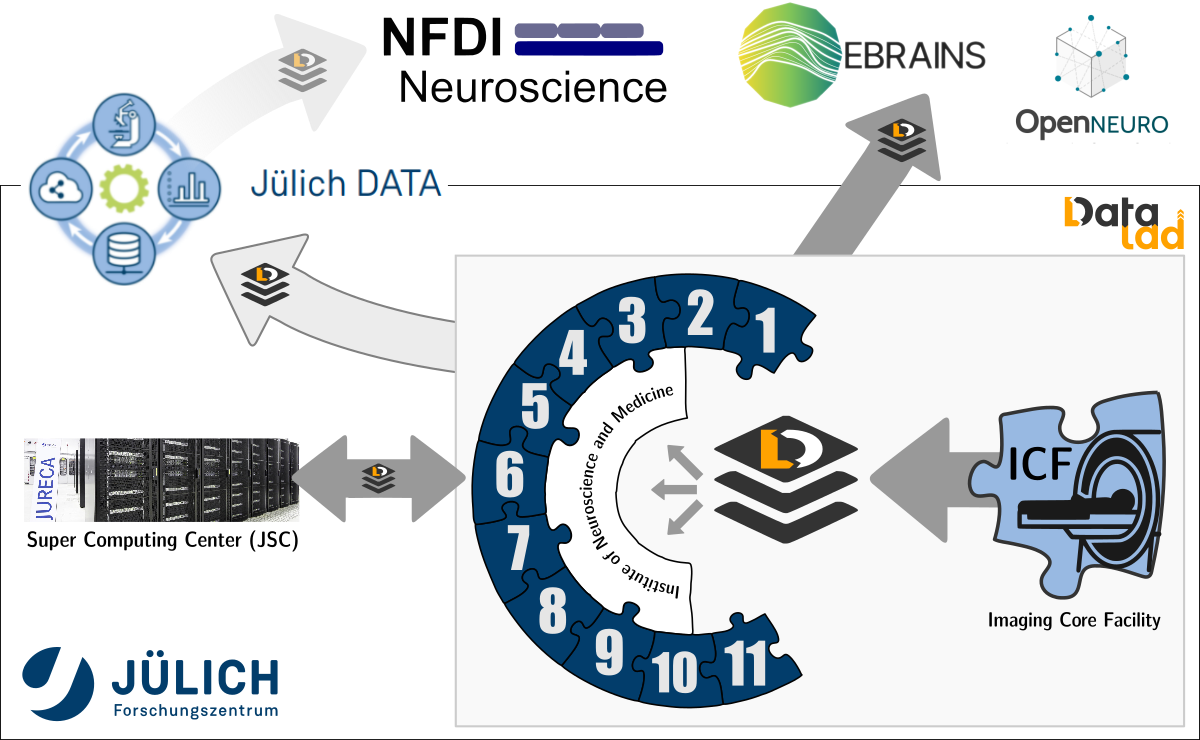 NFDI
Neuroscience
EBRAINS
OpenNEURO
Jülich DATA
Data
Lad
1
2
3
4
5
6
7
8
9
10
11
Institute of Neuroscience and Medicine
ICF
Imaging Core Facility
JURECA
Super Computing Center (JSC)
JÜLICH
Forschungszentrum